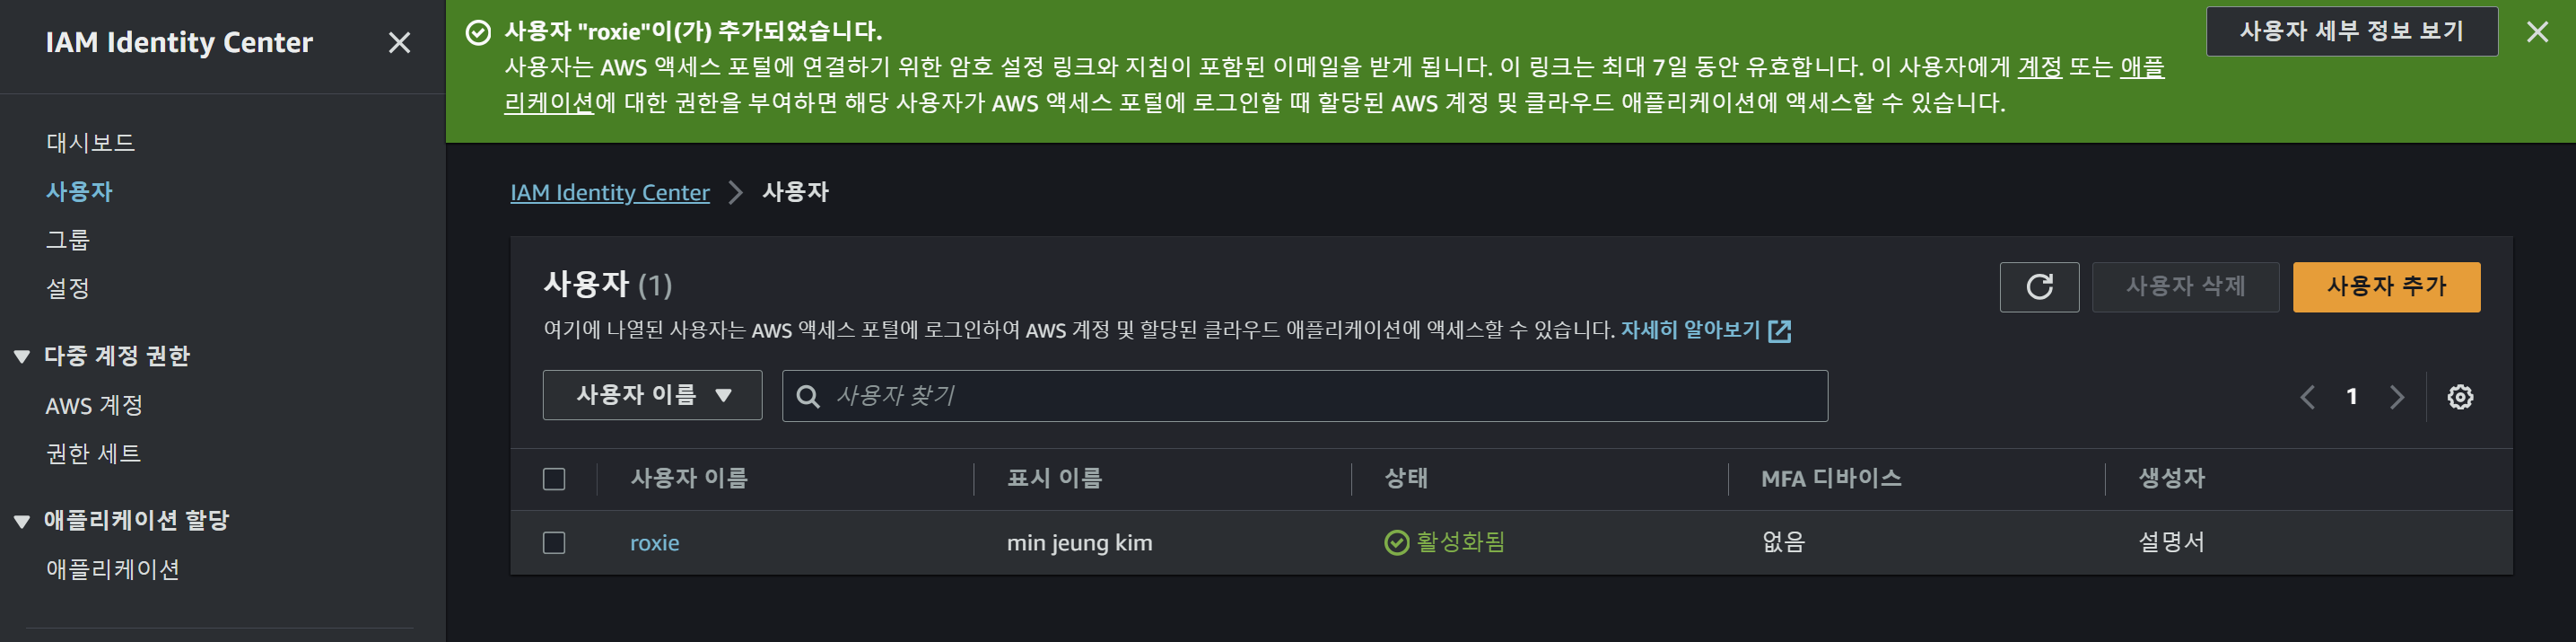 IAM Identity Center
대시보드
사용자
그룹
설정
다중 계정 권한
AWS 계정
권한 세트
애플리케이션 할당
애플리케이션
사용자 "roxie"이(가) 추가되었습니다.
사용자는 AWS 액세스 포털에 연결하기 위한 암호 설정 링크와 지침이 포함된 이메일을 받게 됩니다. 이 링크는 최대 7일 동안 유효합니다. 이 사용자에게 계정 또는 애플
리케이션에 대한 권한을 부여하면 해당 사용자가 AWS 액세스 포털에 로그인할 때 할당된 AWS 계정 및 클라우드 애플리케이션에 액세스할 수 있습니다.
사용자 세부 정보 보기
IAM Identity Center > 사용자
사용자 (1)
사용자 삭제
사용자 추가
여기에 나열된 사용자는 AWS 액세스 포털에 로그인하여 AWS 계정 및 할당된 클라우드 애플리케이션에 액세스할 수 있습니다. 자세히 알아보기
사용자 이름
사용자 찾기
1
사용자 이름 표시 이름 상태 MFA 디바이스 생성자
roxie min jeung kim 활성화됨 없음 설명서